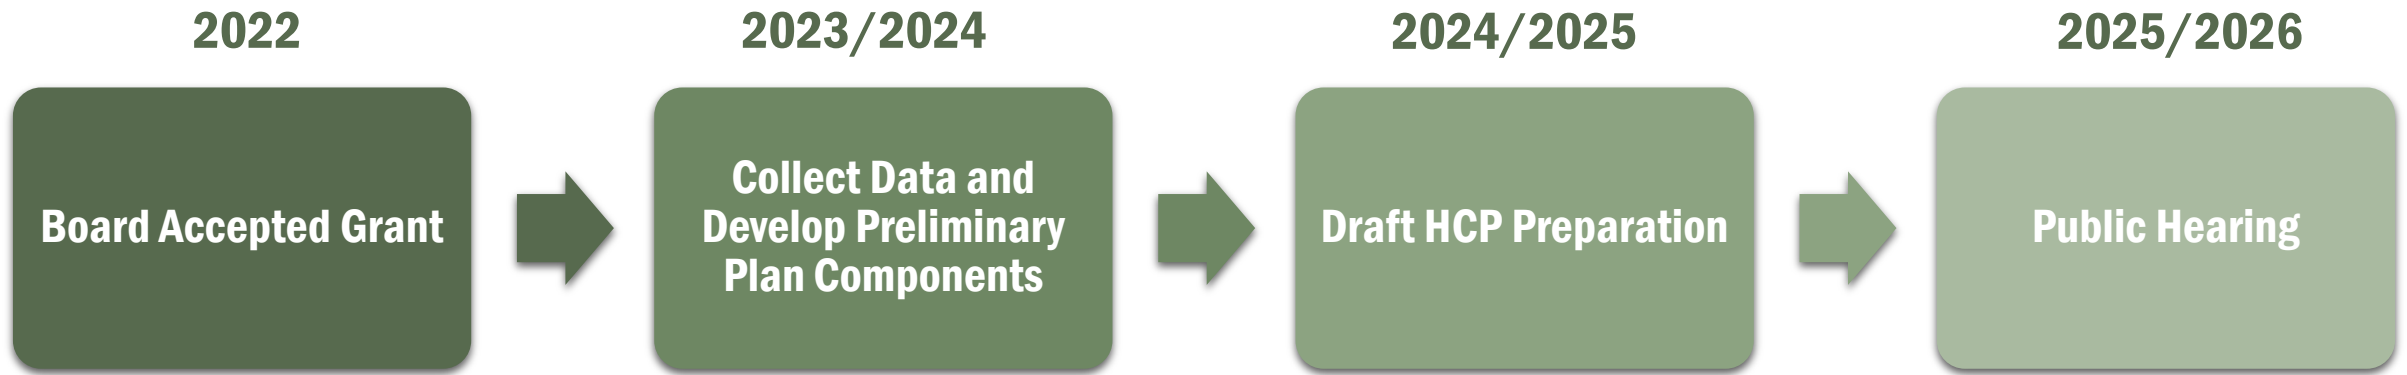 2022
Board Accepted Grant
2023/2024
Collect Data and
Develop Preliminary
Plan Components
2024/2025
Draft HCP Preparation
2025/2026
Public Hearing